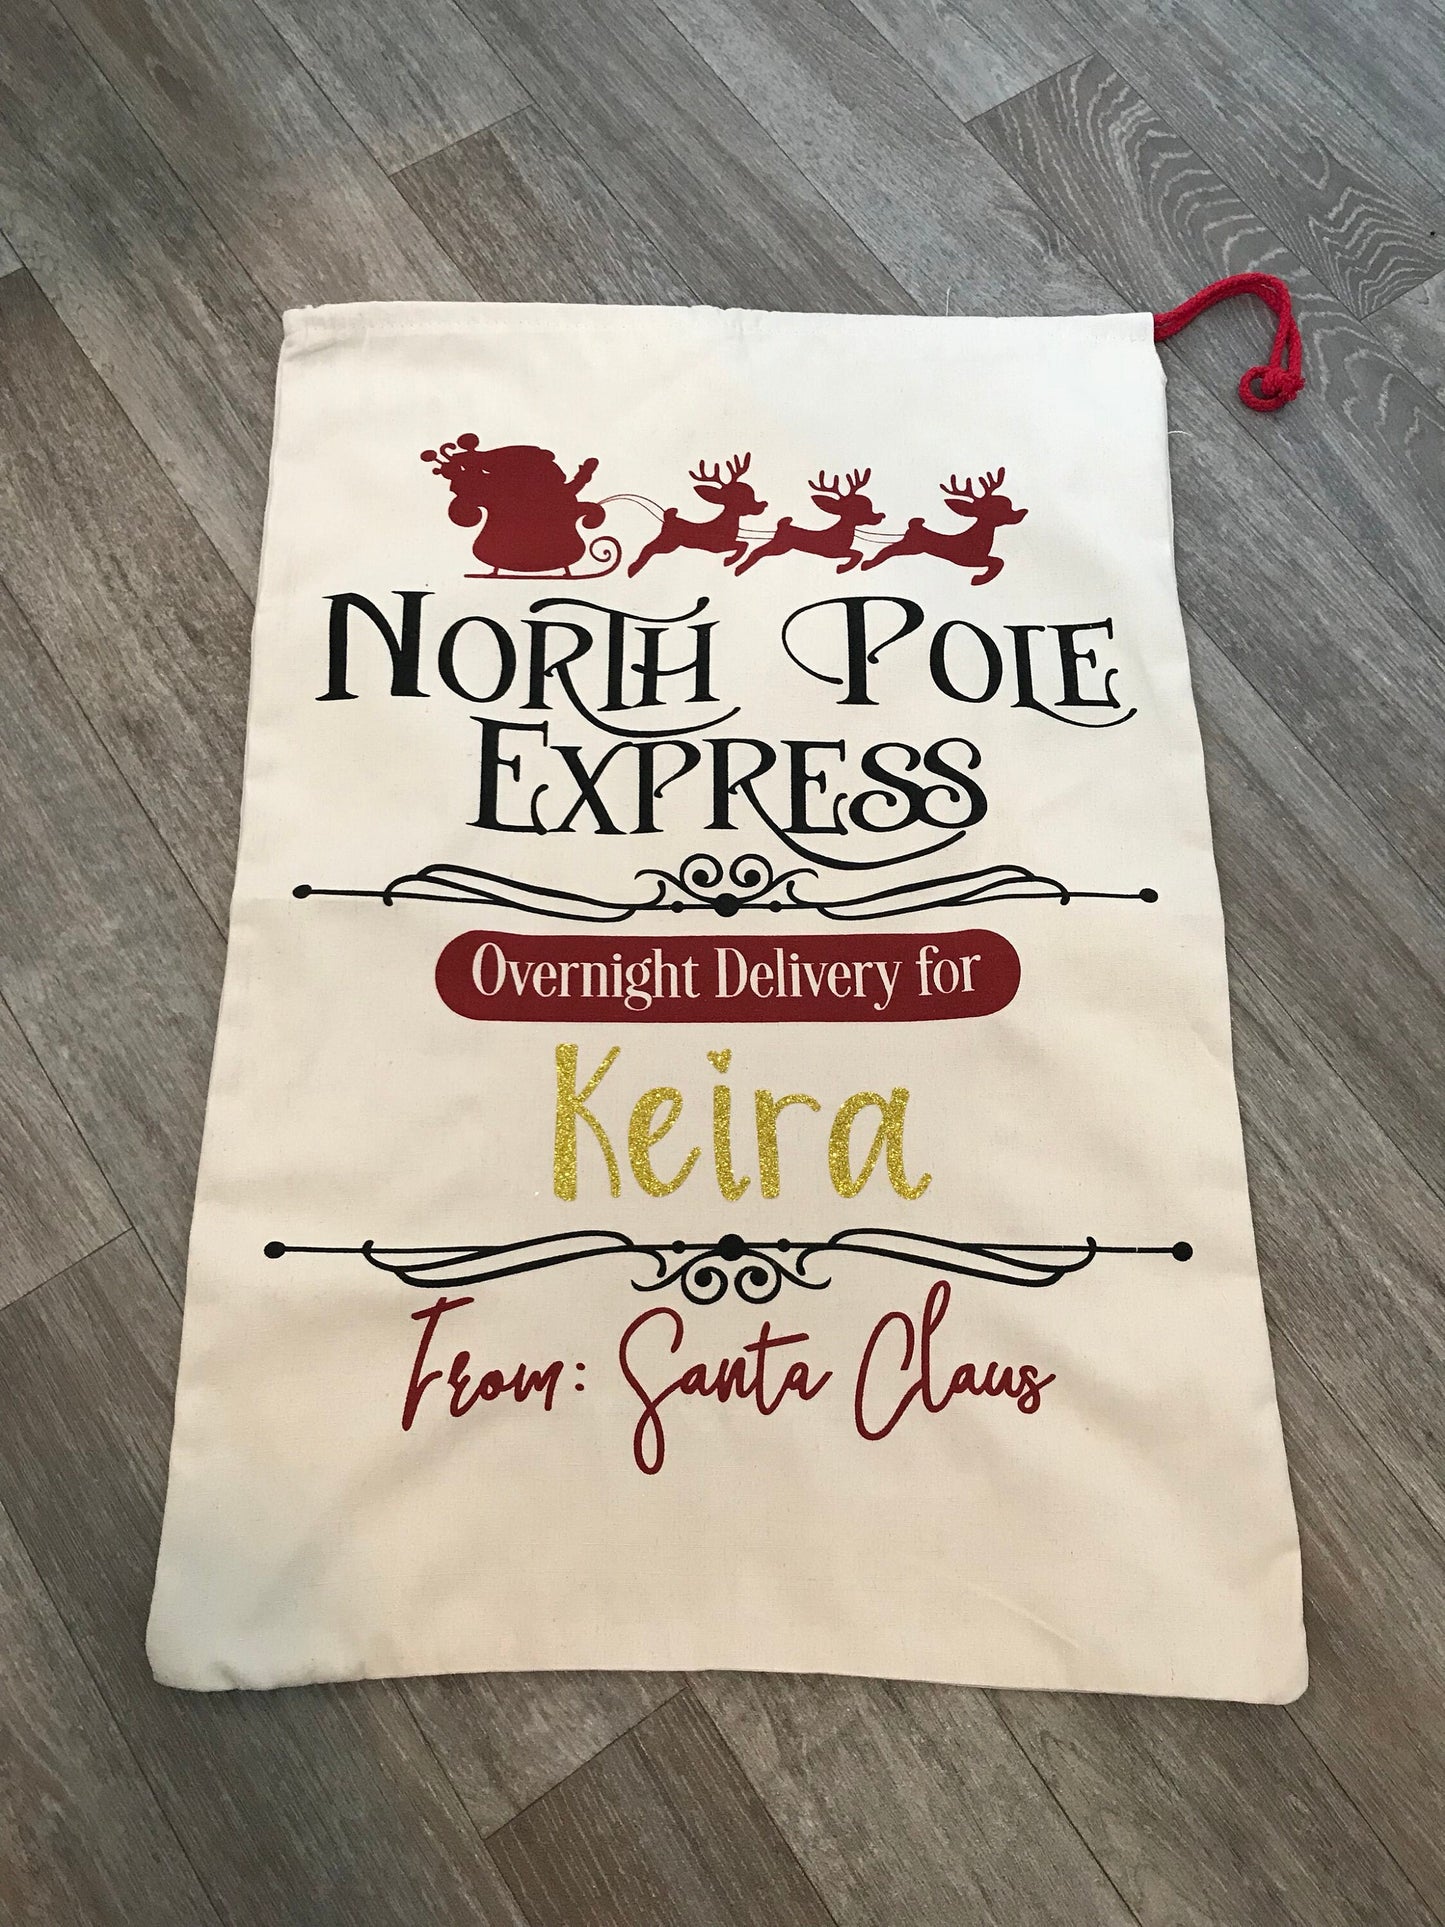 NORTH POLE
EXPRESS
Overnight Delivery for
Keira
From: Santa Claus